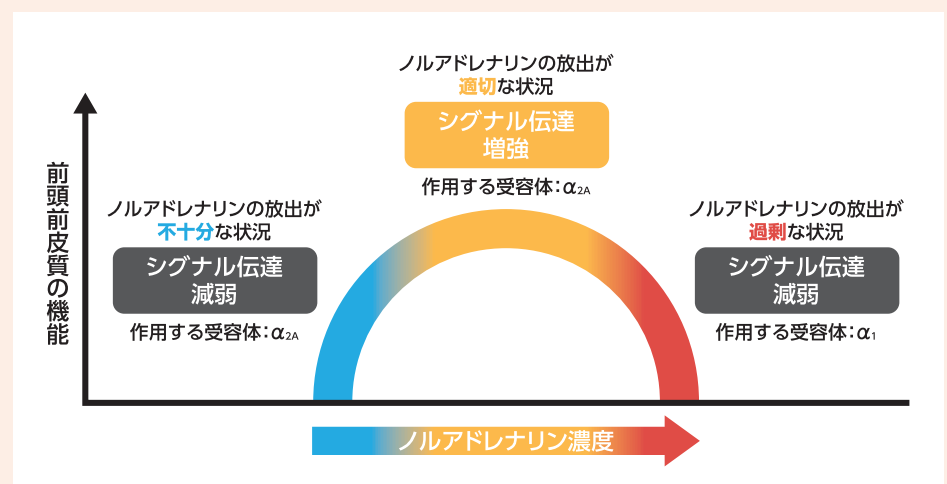 ノルアドレナリンの放出が
適切な状況
シグナル伝達
増強
作用する受容体：α2A
前頭前皮質の機能
ノルアドレナリンの放出が
不十分な状況
シグナル伝達
減弱
作用する受容体：α2A
ノルアドレナリンの放出が
過剰な状況
シグナル伝達
減弱
作用する受容体：α1
ノルアドレナリン濃度